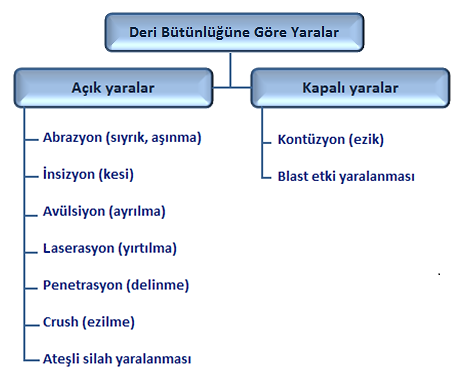 Deri Bütünlüğüne Göre Yaralar
Açık yaralar
Abrazyon (sıyrık, aşınma)
İnsizyon (kesi)
Avülsiyon (ayrılma)
Laserasyon (yırtılma)
Penetrasyon (delinme)
Crush (ezilme)
Ateşli silah yaralanması
Kapalı yaralar
Kontüzyon (ezik)
Blast etki yaralanması
.